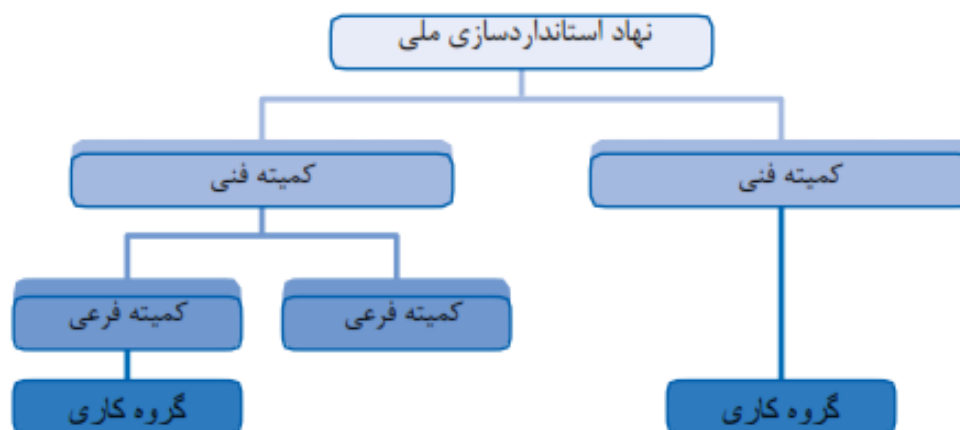 نهاد استانداردسازی ملی
کمیته فنی
کمیته فنی
کمیته فرعی
کمیته فرعی
گروه کاری
گروه کاری